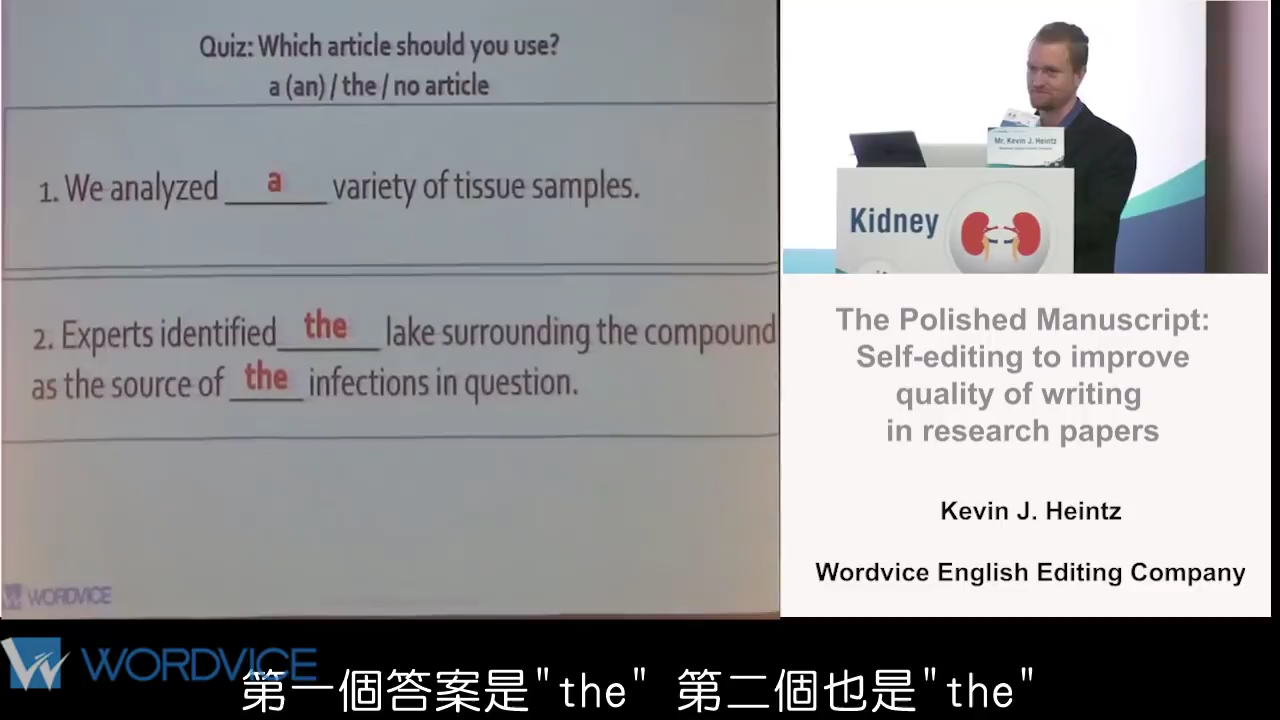 Quiz: Which article should you use?
a (an) / the / no article
1. We analyzed a variety of tissue samples.
2. Experts identified the lake surrounding the compound
as the source of the infections in question.
WORDVICE
Mr. Kevin J. Heintz
Kidney
The Polished Manuscript:
Self-editing to improve
quality of writing
in research papers
Kevin J. Heintz
Wordvice English Editing Company
WORDVICE
第一個答案是"the" 第二個也是"the"